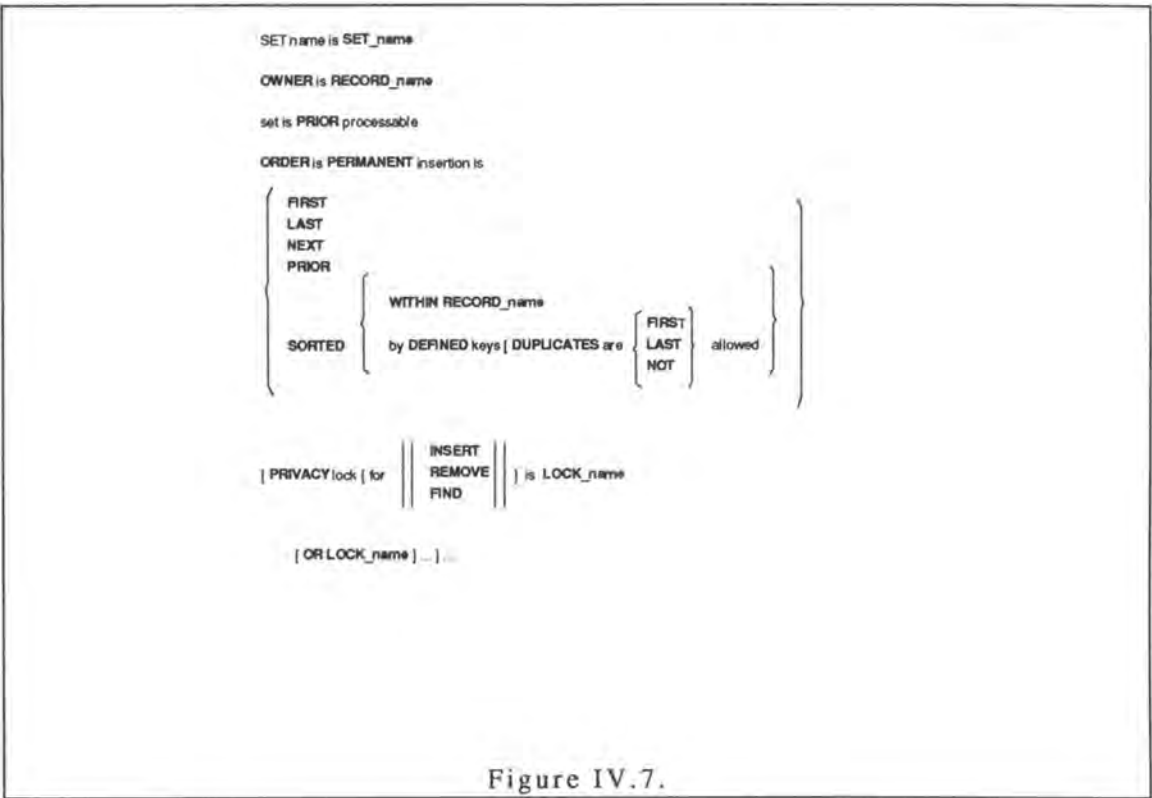 SET name is SET_name
OWNER is RECORD_name
set is PRIOR processable
ORDER is PERMANENT insertion is
FIRST
LAST
NEXT
PRIOR
SORTED
WITHIN RECORD_name
by DEFINED keys [ DUPLICATES are
FIRST
LAST
NOT
allowed
[ PRIVACY lock [ for
INSERT
REMOVE
FIND
] is LOCK_name
[ OR LOCK_name ] ... ] ...
Figure IV.7.